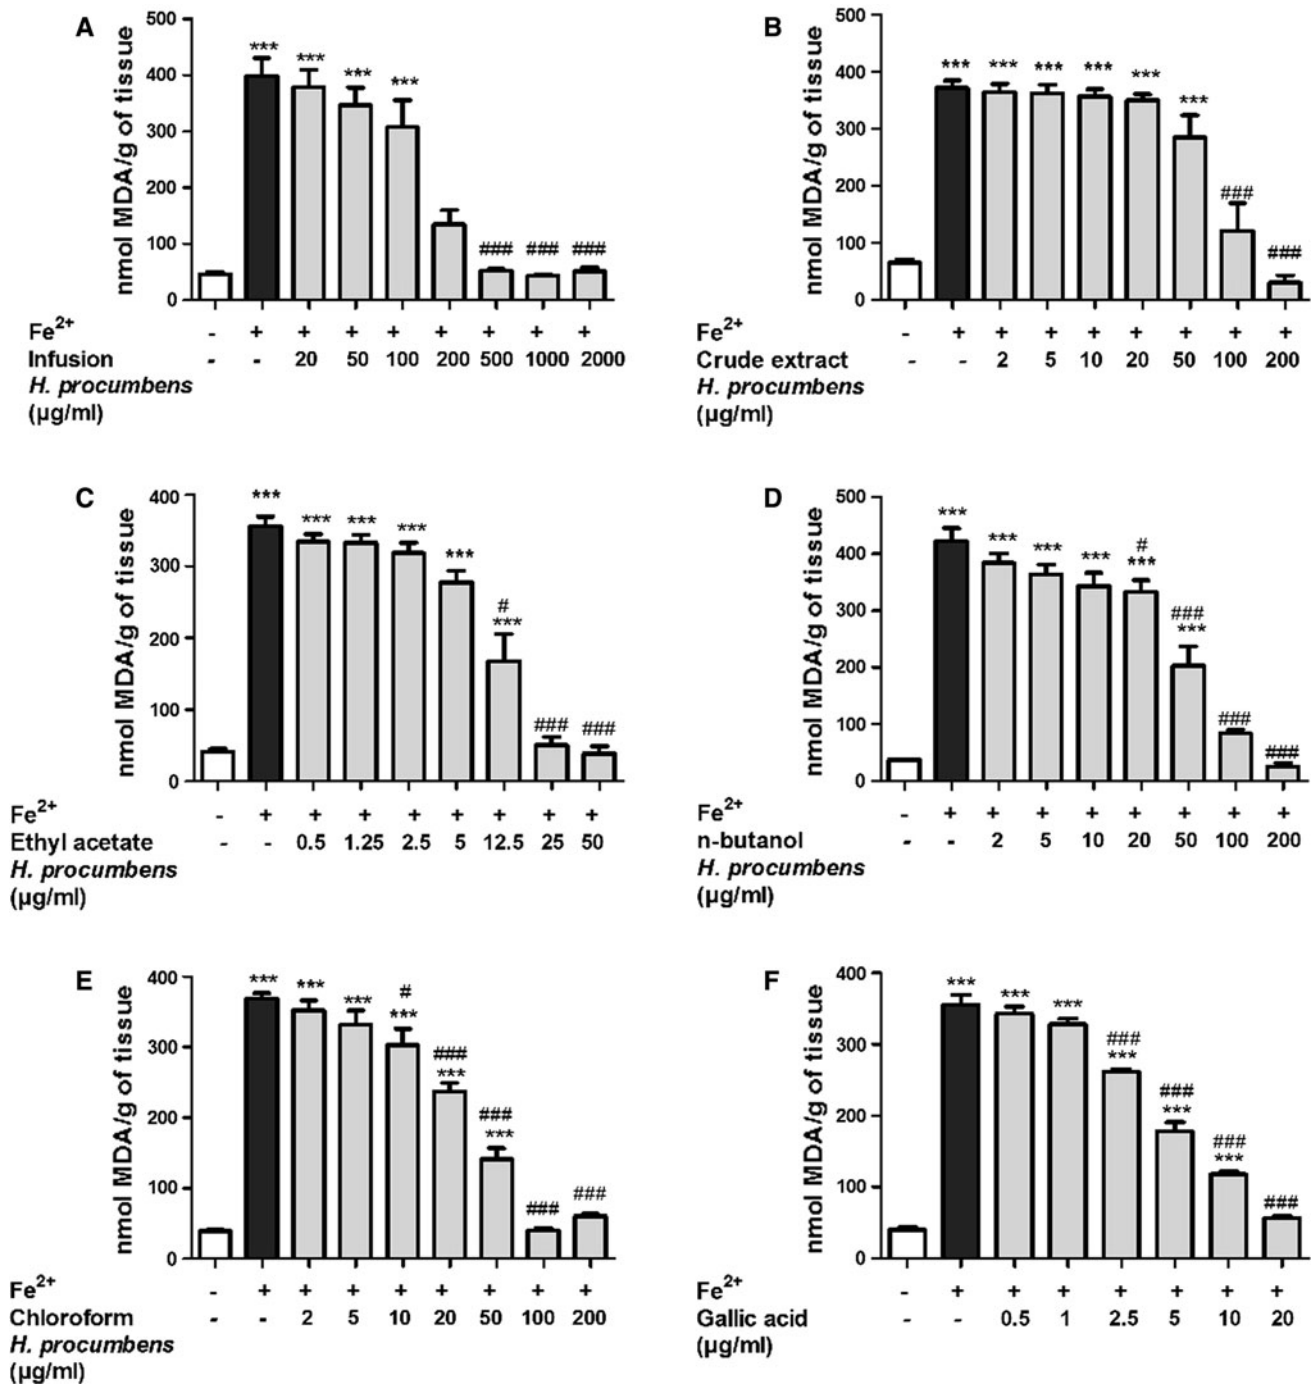 A
nmol MDA/g of tissue
500
400
300
200
100
0
*** *** *** *** ### ### ###
Fe2+ - + + + + + + + +
Infusion - - 20 50 100 200 500 1000 2000
H. procumbens
(µg/ml)
B
nmol MDA/g of tissue
500
400
300
200
100
0
*** *** *** *** *** *** ### ###
Fe2+ - + + + + + + + +
Crude extract - - 2 5 10 20 50 100 200
H. procumbens
(µg/ml)
C
nmol MDA/g of tissue
400
300
200
100
0
#
*** *** *** *** *** *** ### ###
Fe2+ - + + + + + + + +
Ethyl acetate - - 0.5 1.25 2.5 5 12.5 25 50
H. procumbens
(µg/ml)
D
nmol MDA/g of tissue
500
400
300
200
100
0
# ###
*** *** *** *** *** *** ### ###
Fe2+ - + + + + + + + +
n-butanol - - 2 5 10 20 50 100 200
H. procumbens
(µg/ml)
E
nmol MDA/g of tissue
400
300
200
100
0
# ### ###
*** *** *** *** *** *** ### ###
Fe2+ - + + + + + + + +
Chloroform - - 2 5 10 20 50 100 200
H. procumbens
(µg/ml)
F
nmol MDA/g of tissue
400
300
200
100
0
### ### ###
*** *** *** *** *** *** ###
Fe2+ - + + + + + + +
Gallic acid - - 0.5 1 2.5 5 10 20
(µg/ml)